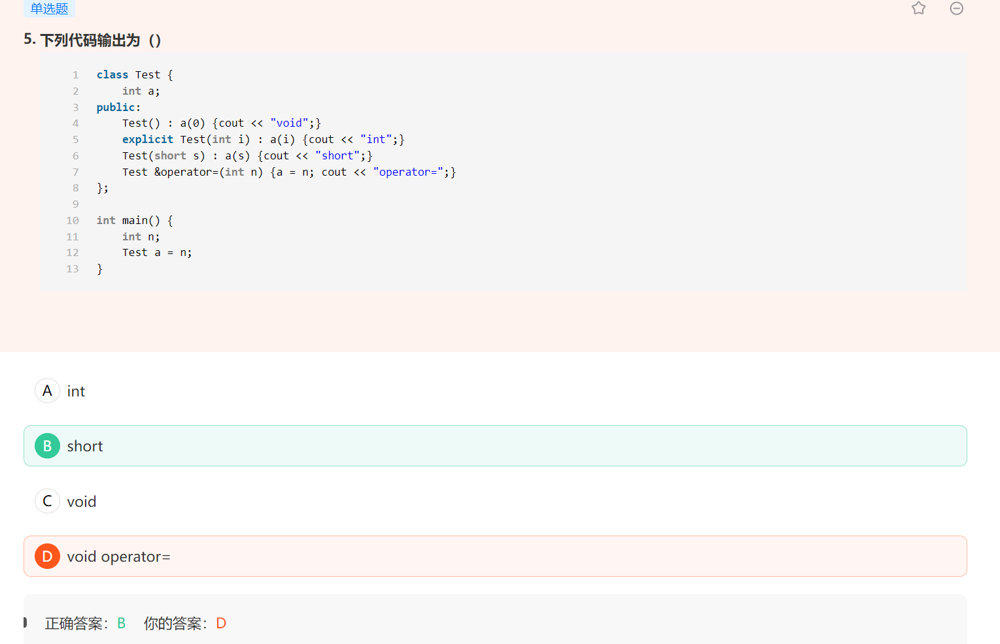 单选题
5. 下列代码输出为（）
1 class Test {
2     int a;
3 public:
4     Test() : a(0) {cout << "void";}
5     explicit Test(int i) : a(i) {cout << "int";}
6     Test(short s) : a(s) {cout << "short";}
7     Test &operator=(int n) {a = n; cout << "operator=";}
8 };
9
10 int main() {
11     int n;
12     Test a = n;
13 }
A int
B short
C void
D void operator=
正确答案：B 你的答案：D